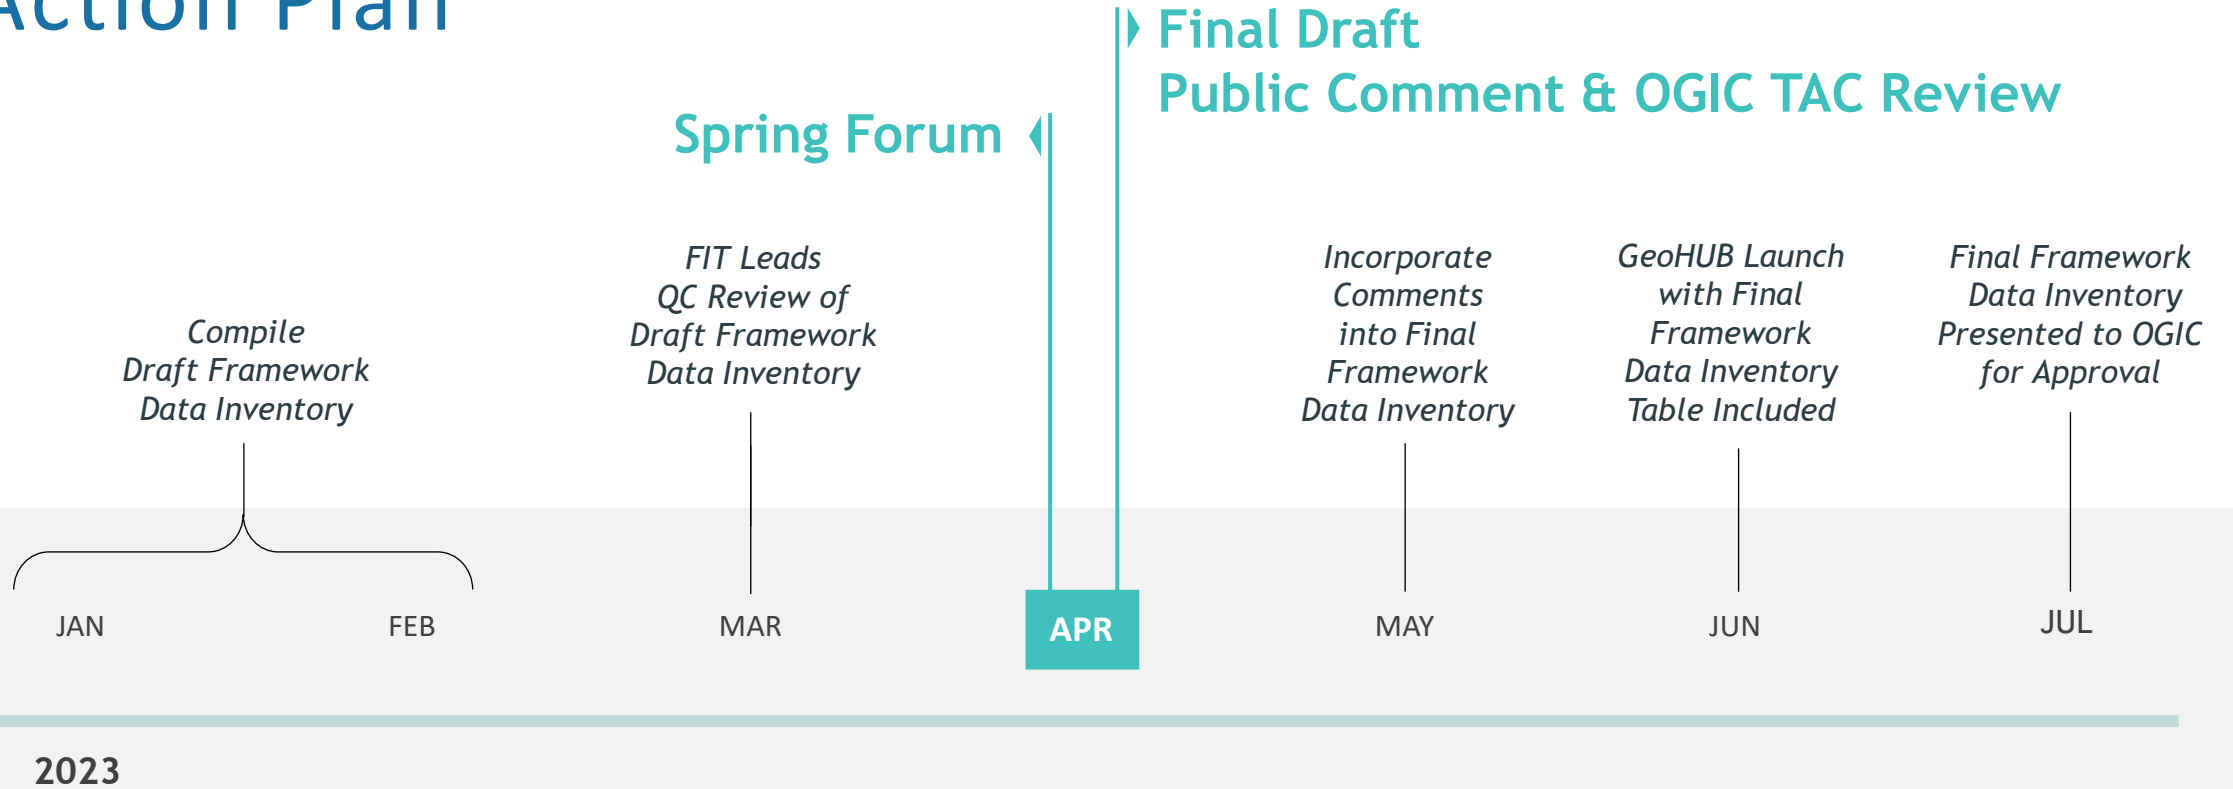 Action Plan
Final Draft
Public Comment & OGIC TAC Review
Spring Forum
Compile
Draft Framework
Data Inventory
FIT Leads
QC Review of
Draft Framework
Data Inventory
Incorporate
Comments
into Final
Framework
Data Inventory
GeoHUB Launch
with Final
Framework
Data Inventory
Table Included
Final Framework
Data Inventory
Presented to OGIC
for Approval
JAN
FEB
MAR
APR
MAY
JUN
JUL
2023